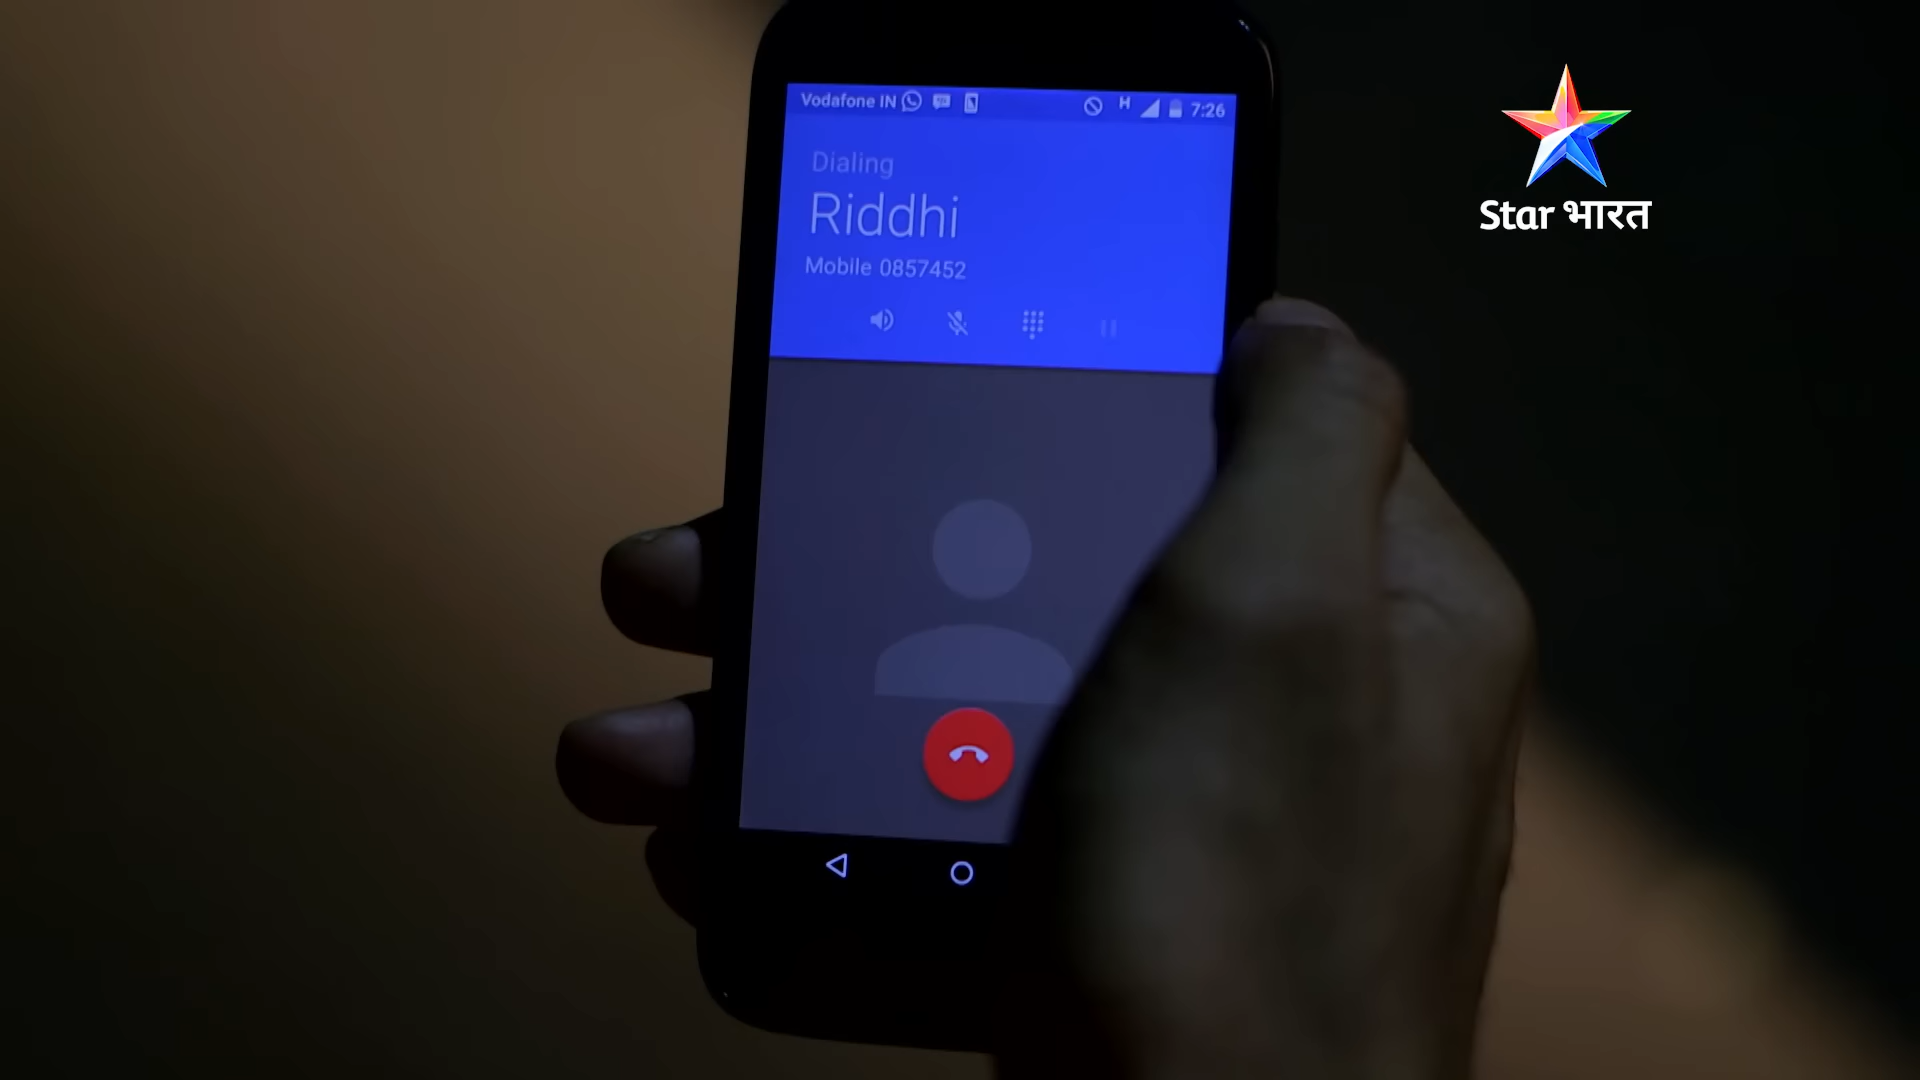 Vodafone IN
H
7:26
Dialing
Riddhi
Mobile 0857452
Star भारत